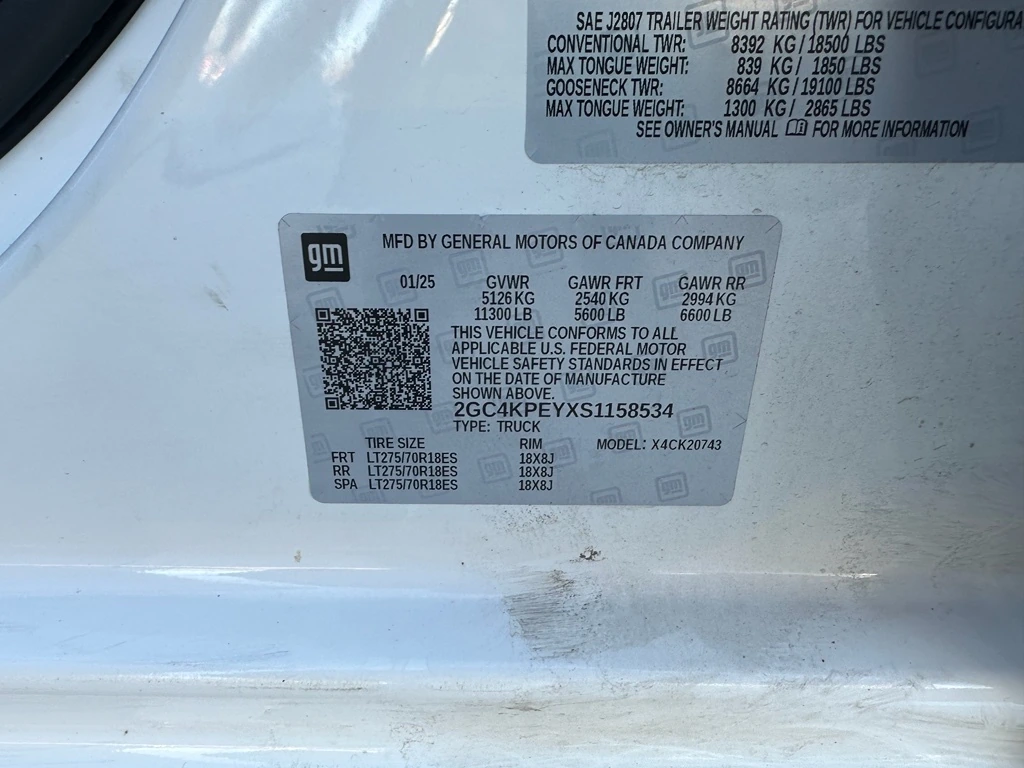 SAE J2807 TRAILER WEIGHT RATING (TWR) FOR VEHICLE
CONVENTIONAL TWR: 8392 KG / 18500 LBS
MAX TONGUE WEIGHT: 839 KG / 1850 LBS
GOOSENECK TWR: 8664 KG / 19100 LBS
MAX TONGUE WEIGHT: 1300 KG / 2865 LBS
SEE OWNER'S MANUAL FOR MORE INFORMATION
gm
MFD BY GENERAL MOTORS OF CANADA COMPANY
01/25 GVWR GAWR FRT GAWR RR
5126 KG 2540 KG 2994 KG
11300 LB 5600 LB 6600 LB
THIS VEHICLE CONFORMS TO ALL
APPLICABLE U.S. FEDERAL MOTOR
VEHICLE SAFETY STANDARDS IN EFFECT
ON THE DATE OF MANUFACTURE
SHOWN ABOVE.
2GC4KPEYXS1158534
TYPE: TRUCK
TIRE SIZE RIM MODEL: X4CK20743
FRT LT275/70R18ES 18X8J
RR LT275/70R18ES 18X8J
SPA LT275/70R18ES 18X8J